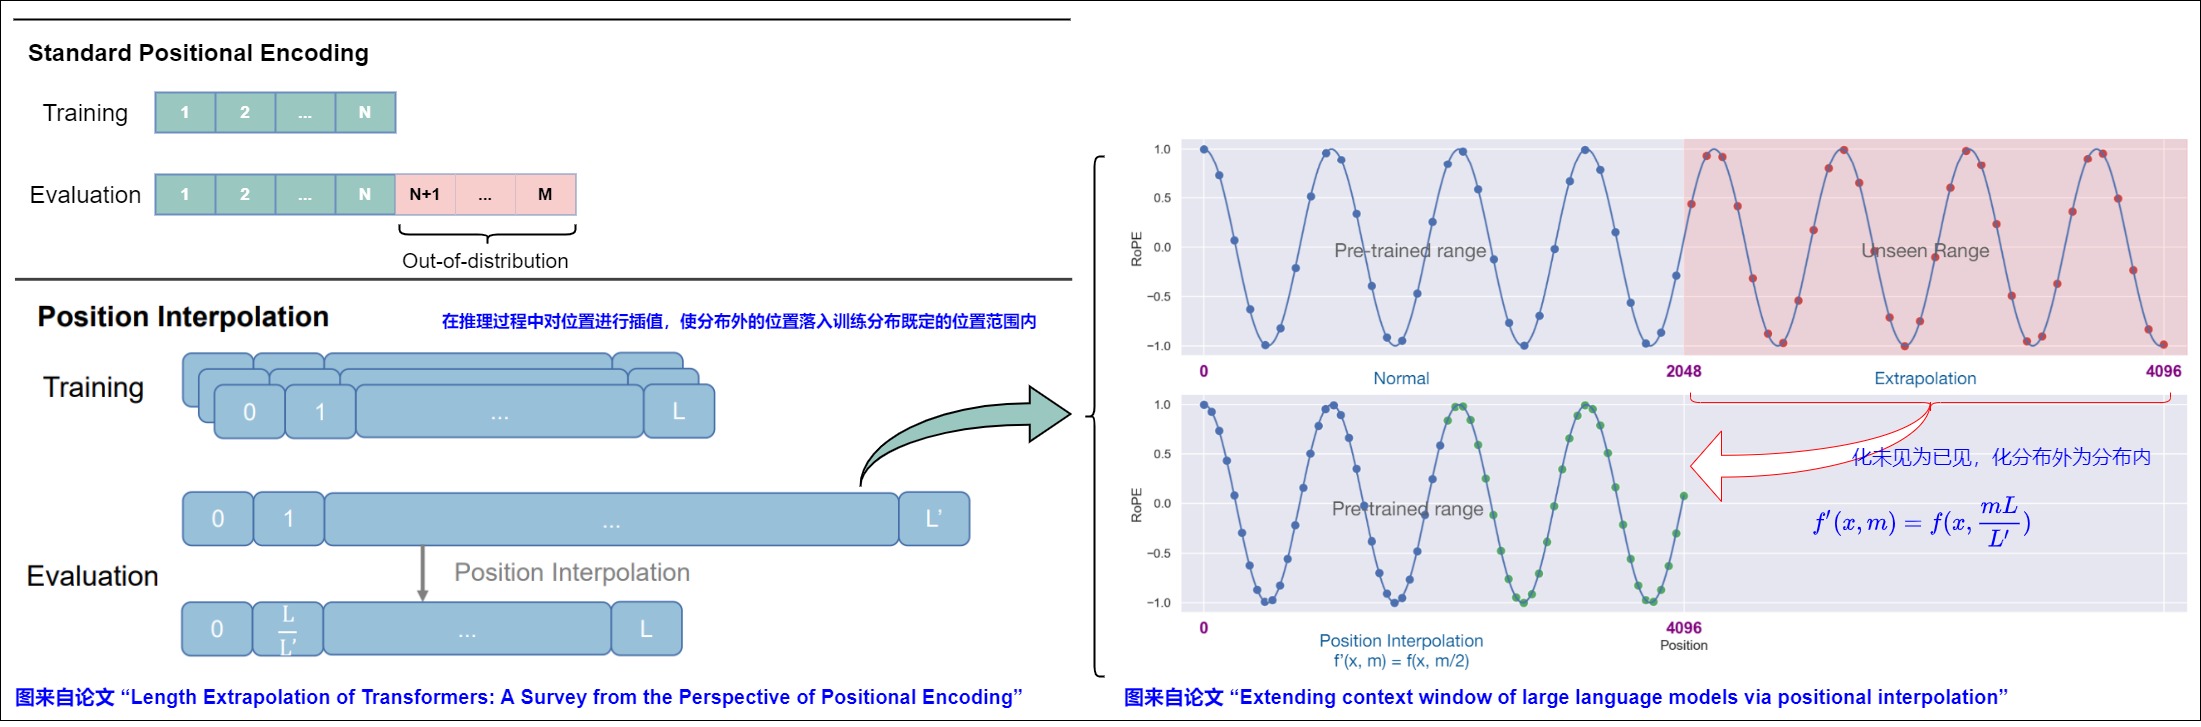 Standard Positional Encoding
Training
1 2 ... N
Evaluation
1 2 ... N N+1 ... M
Out-of-distribution
Position Interpolation
在推理过程中对位置进行插值，使分布外的位置落入训练分布既定的位置范围内
Training
0 1 ... L
0 1 ... L’
Evaluation
Position Interpolation
0 L/L’ ... L
图来自论文 “Length Extrapolation of Transformers: A Survey from the Perspective of Positional Encoding”
1.0
0.5
0.0
−0.5
−1.0
RoPE
Pre-trained range
Unseen Range
0 2048 4096
Normal
Extrapolation
1.0
0.5
0.0
−0.5
−1.0
RoPE
Pre-trained range
化未见为已见，化分布外为分布内
f′(x, m) = f(x, mL/L′)
0 4096
Position
Position Interpolation
f’(x, m) = f(x, m/2)
图来自论文 “Extending context window of large language models via positional interpolation”